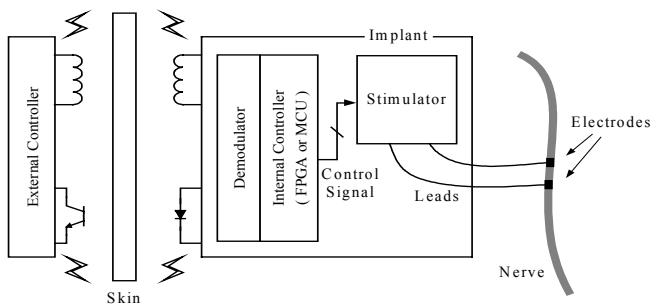 External Controller
Skin
Implant
Demodulator
Internal Controller
( FPGA or MCU )
Control
Signal
Stimulator
Leads
Electrodes
Nerve